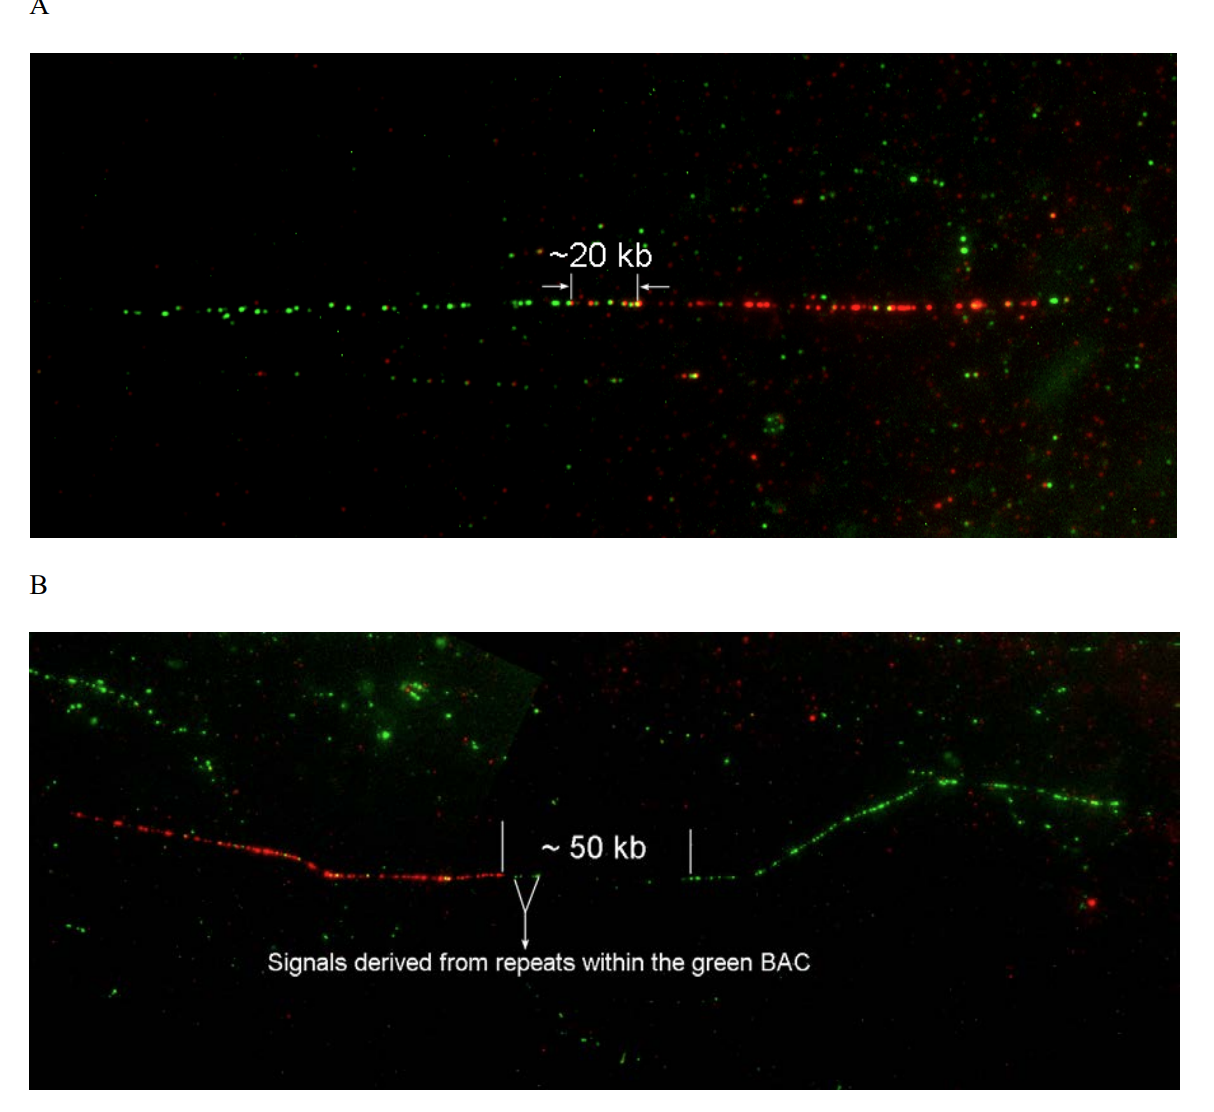 A
~20 kb
B
~ 50 kb
Signals derived from repeats within the green BAC